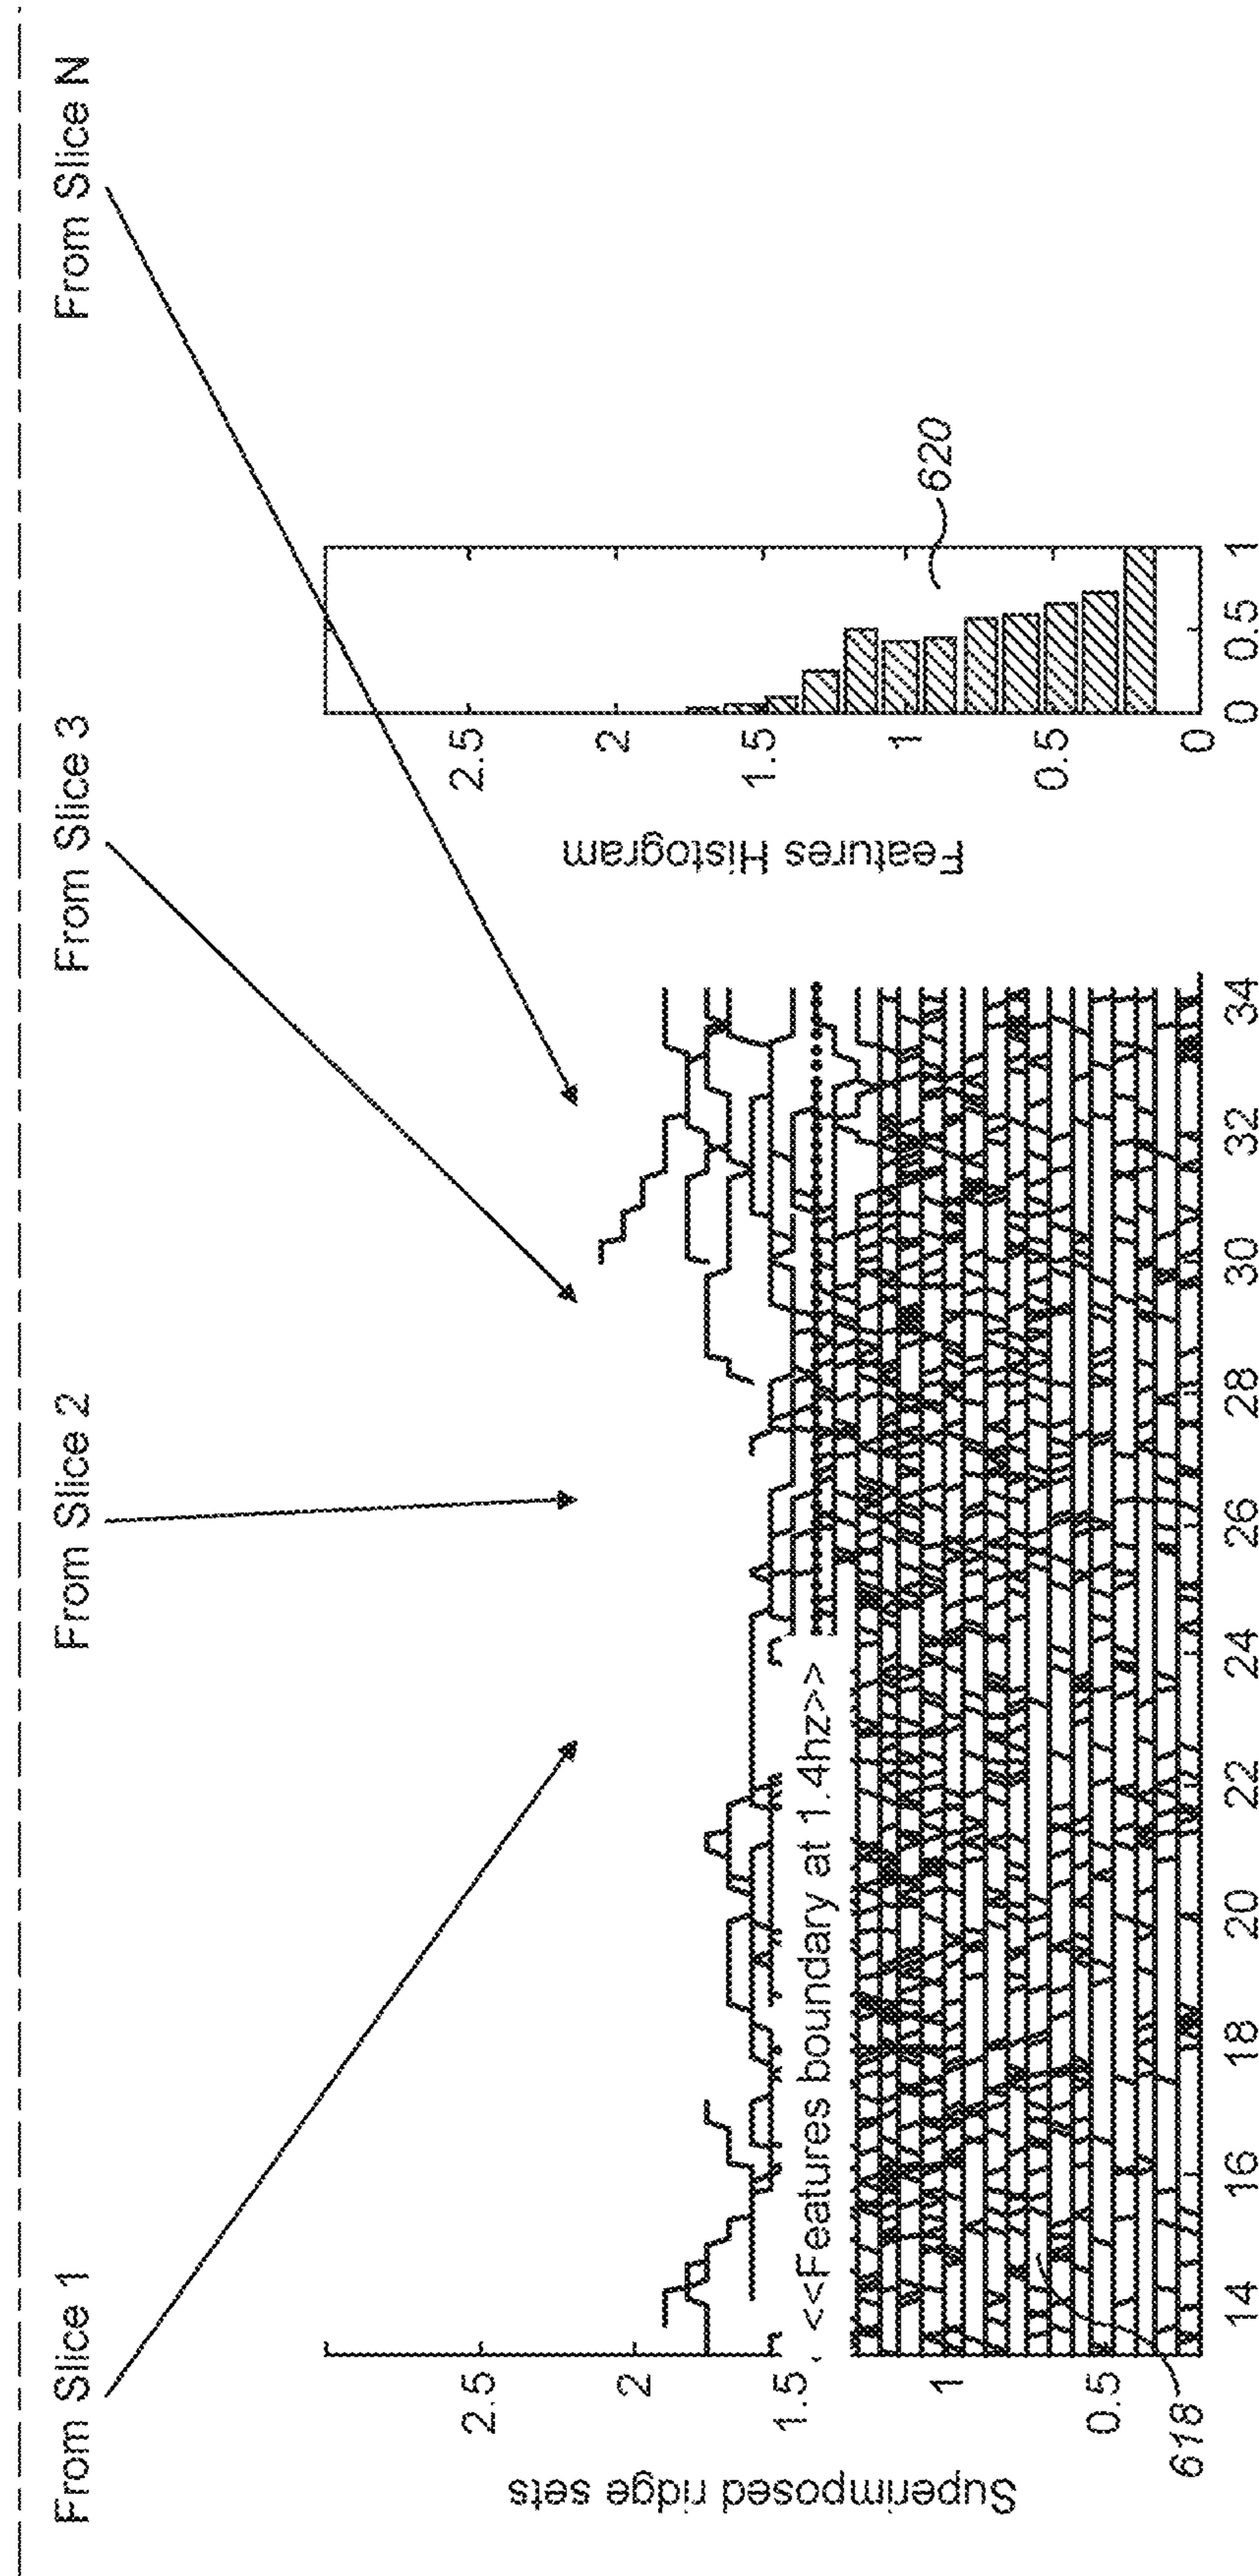 From Slice 1
From Slice 2
From Slice 3
From Slice N
Superimposed ridge sets
2.5
2
1.5
1
0.5
<<Features boundary at 1.4hz>>
618
14 16 18 20 22 24 26 28 30 32 34
Features Histogram
2.5
2
1.5
1
0.5
0
620
0 0.5 1